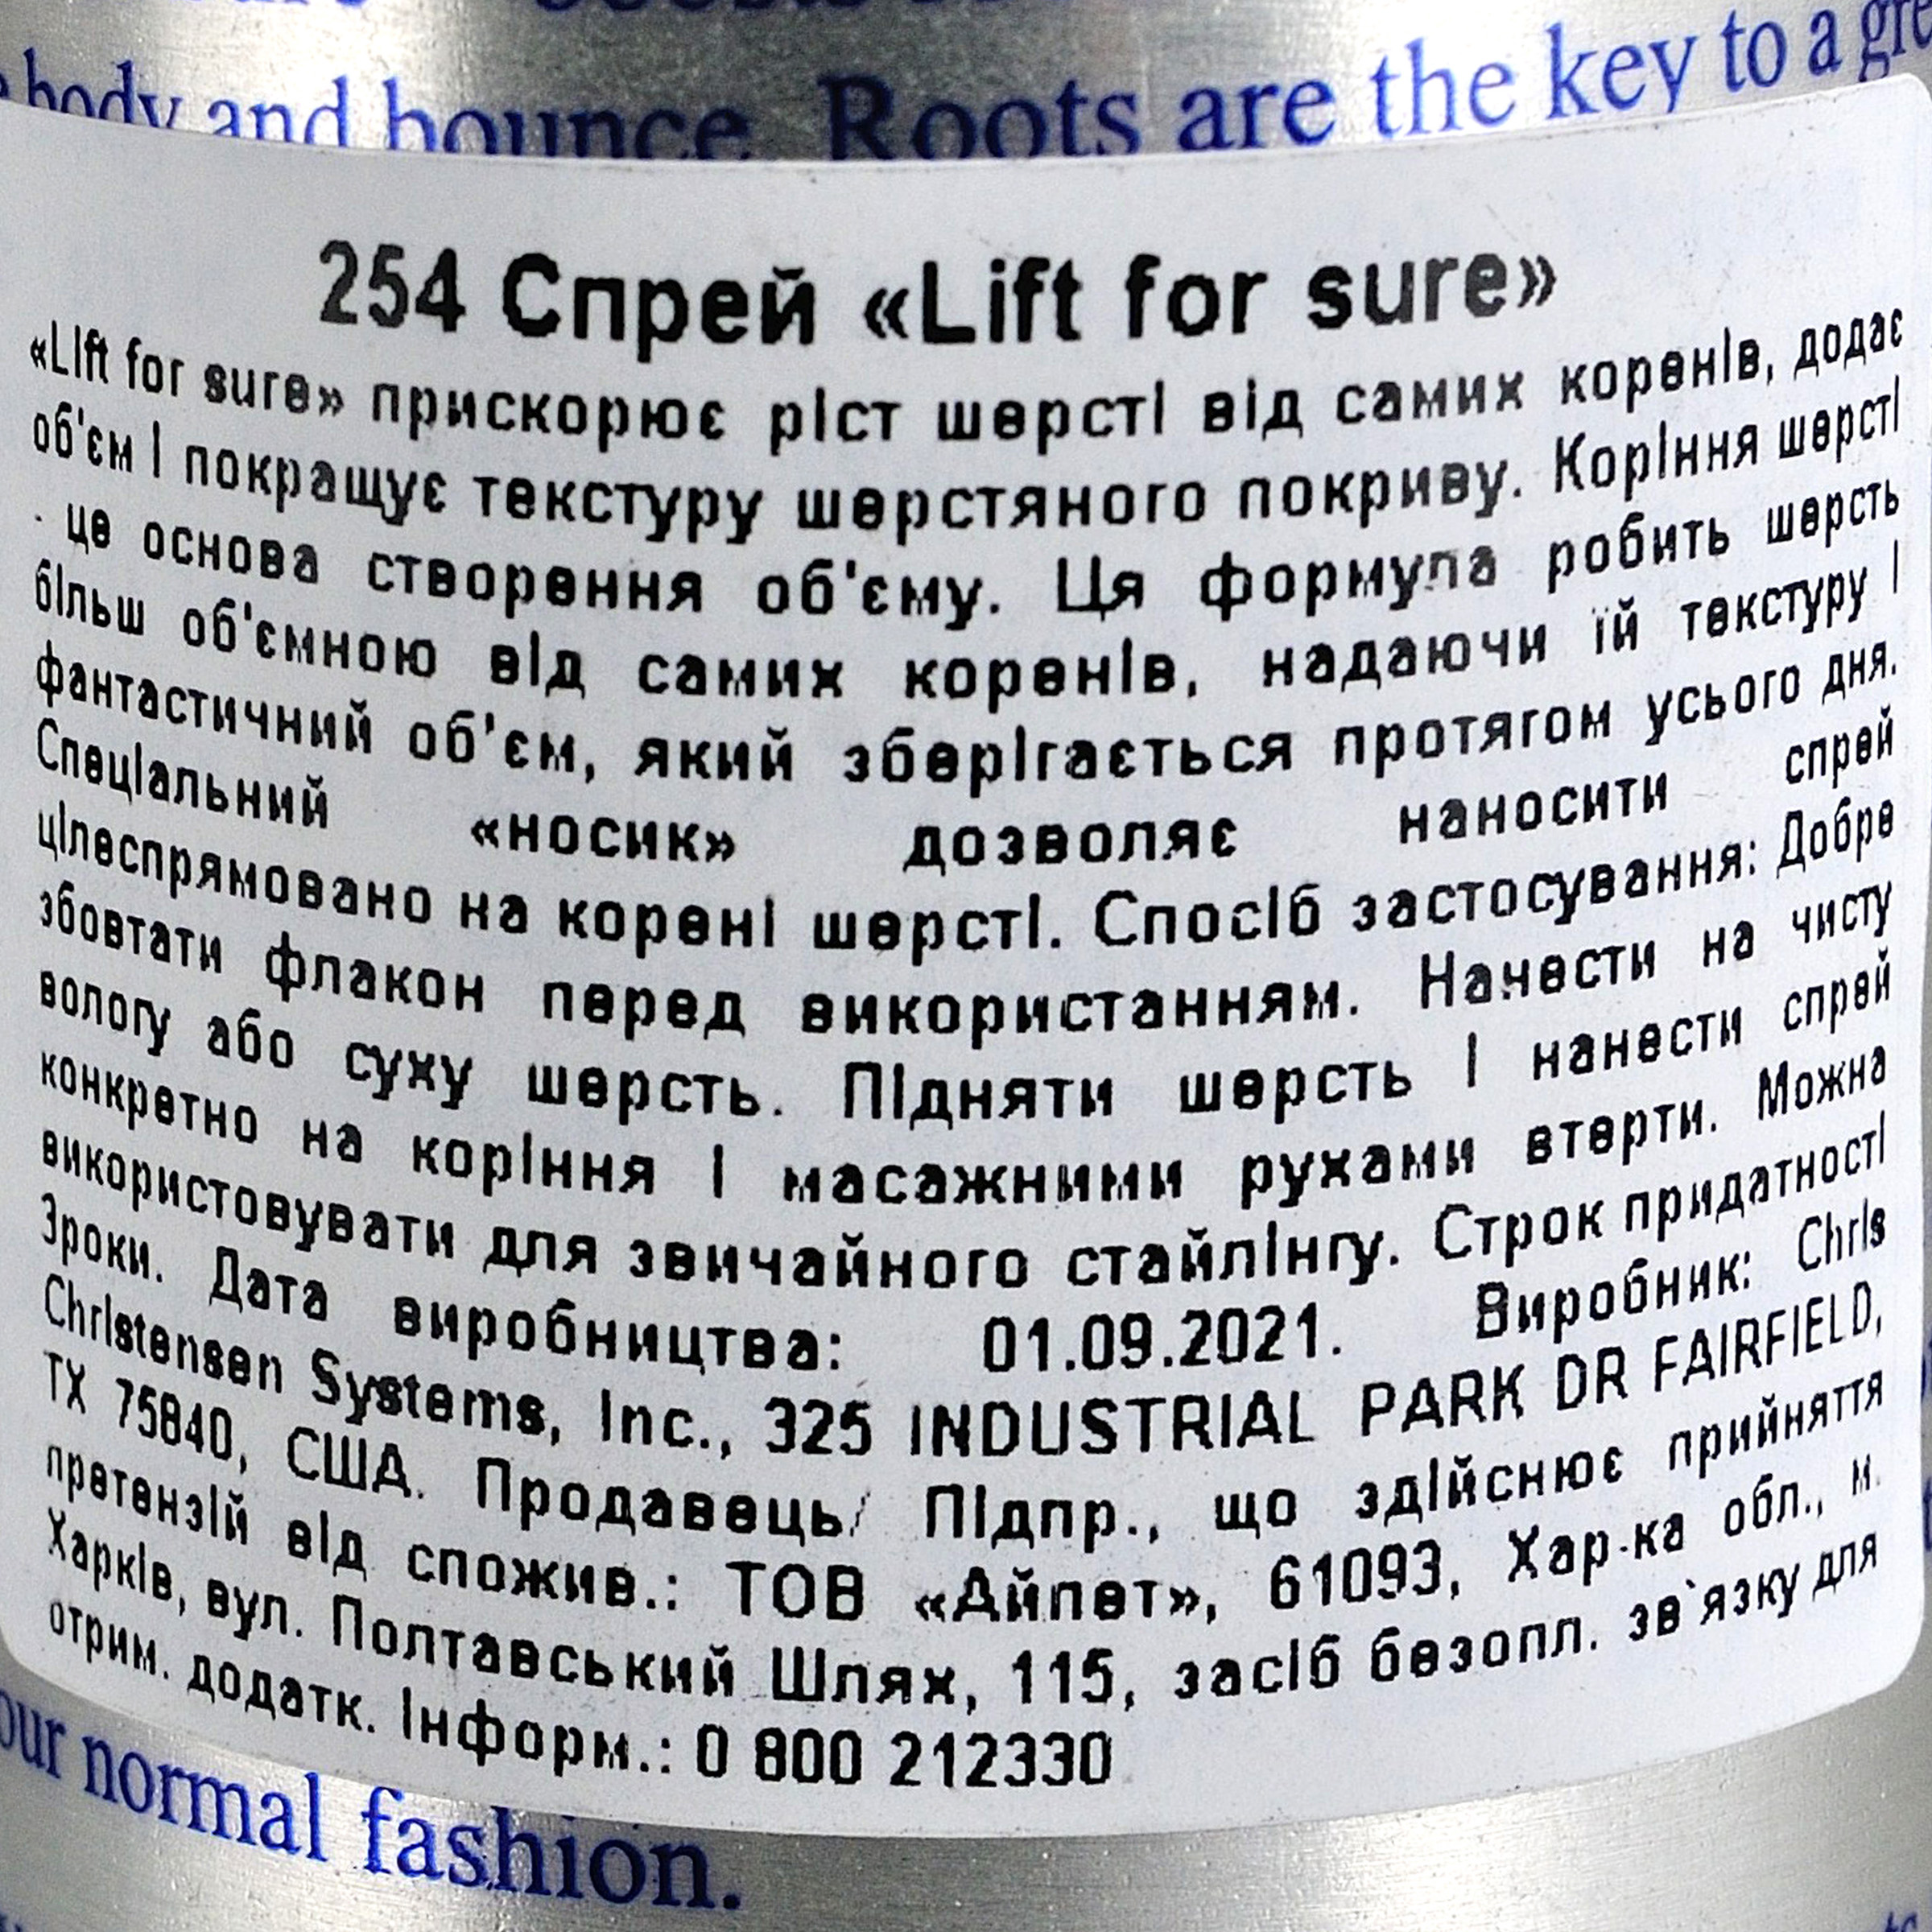 body and bounce. Roots are the key to a
254 Спрей «Lift for sure»
«Lift for sure» прискорює ріст шерсті від самих коренів, додає
об'єм і покращує текстуру шерстяного покриву. Коріння шерсті
- це основа створення об'єму. Ця формула робить шерсть
більш об'ємною від самих коренів, надаючи їй текстуру і
фантастичний об'єм, який зберігається протягом усього дня.
Спеціальний «носик» дозволяє наносити спрей
цілеспрямовано на корені шерсті. Спосіб застосування: Добре
збовтати флакон перед використанням. Нанести на чисту
вологу або суху шерсть. Підняти шерсть і нанести спрей
конкретно на коріння і масажними рухами втерти. Можна
використовувати для звичайного стайлінгу. Строк придатності
3роки. Дата виробництва: 01.09.2021. Виробник: Chris
Christensen Systems, Inc., 325 INDUSTRIAL PARK DR FAIRFIELD,
TX 75840, США. Продавець/ Підпр., що здійснює прийняття
претензій від спожив.: ТОВ «Айпет», 61093, Хар-ка обл., м.
Харків, вул. Полтавський Шлях, 115, засіб безопл. зв`язку для
отрим. додатк. інформ.: 0 800 212330
our normal fashion.